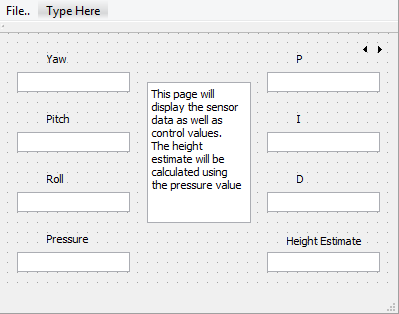 File.. Type Here
Yaw
P
This page will
display the sensor
data as well as
control values.
The height
estimate will be
calculated using
the pressure value
Pitch
I
Roll
D
Pressure
Height Estimate